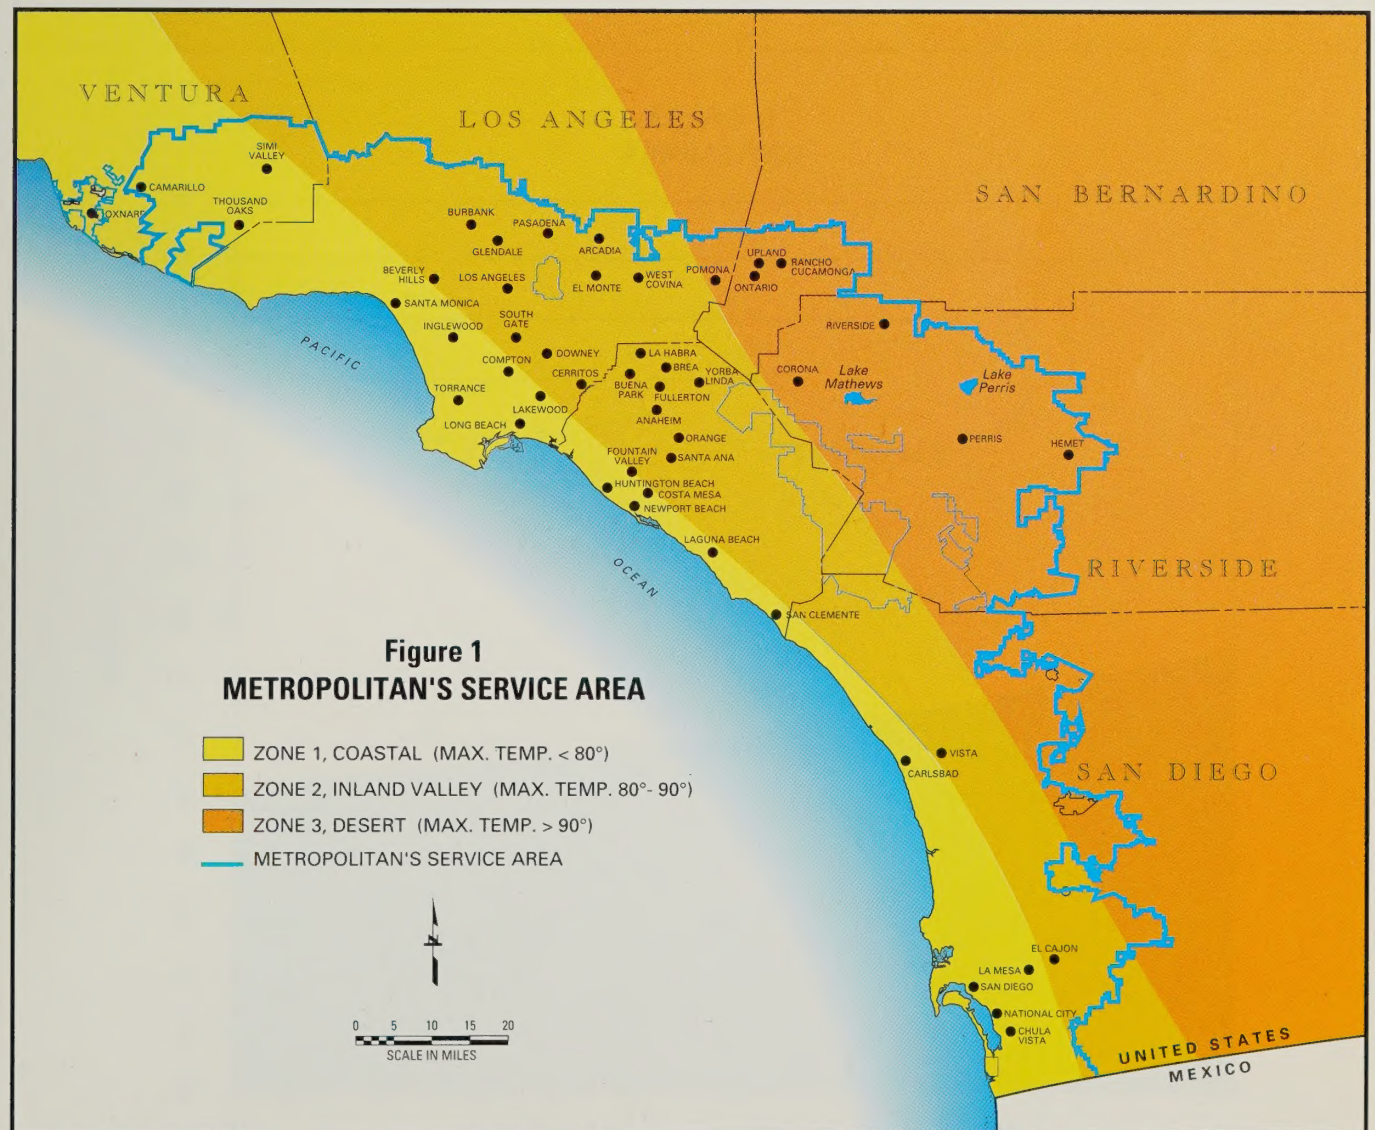 VENTURA
LOS ANGELES
SAN BERNARDINO
SIMI
VALLEY
CAMARILLO
THOUSAND
OAKS
OXNARD
BURBANK
PASADENA
GLENDALE
ARCADIA
BEVERLY
HILLS
LOS ANGELES
EL MONTE
WEST
COVINA
POMONA
UPLAND
RANCHO
CUCAMONGA
ONTARIO
SANTA MONICA
INGLEWOOD
SOUTH
GATE
RIVERSIDE
PACIFIC
COMPTON
DOWNEY
LA HABRA
BREA
YORBA
LINDA
CERRITOS
BUENA
PARK
FULLERTON
CORONA
Lake
Mathews
Lake
Perris
TORRANCE
LAKEWOOD
ANAHEIM
LONG BEACH
ORANGE
PERRIS
HEMET
FOUNTAIN
VALLEY
SANTA ANA
HUNTINGTON BEACH
COSTA MESA
NEWPORT BEACH
LAGUNA BEACH
OCEAN
RIVERSIDE
SAN CLEMENTE
Figure 1
METROPOLITAN'S SERVICE AREA
ZONE 1, COASTAL (MAX. TEMP. < 80°)
ZONE 2, INLAND VALLEY (MAX. TEMP. 80°- 90°)
ZONE 3, DESERT (MAX. TEMP. > 90°)
METROPOLITAN'S SERVICE AREA
VISTA
CARLSBAD
SAN DIEGO
EL CAJON
LA MESA
SAN DIEGO
NATIONAL CITY
CHULA
VISTA
N
0 5 10 15 20
SCALE IN MILES
UNITED STATES
MEXICO